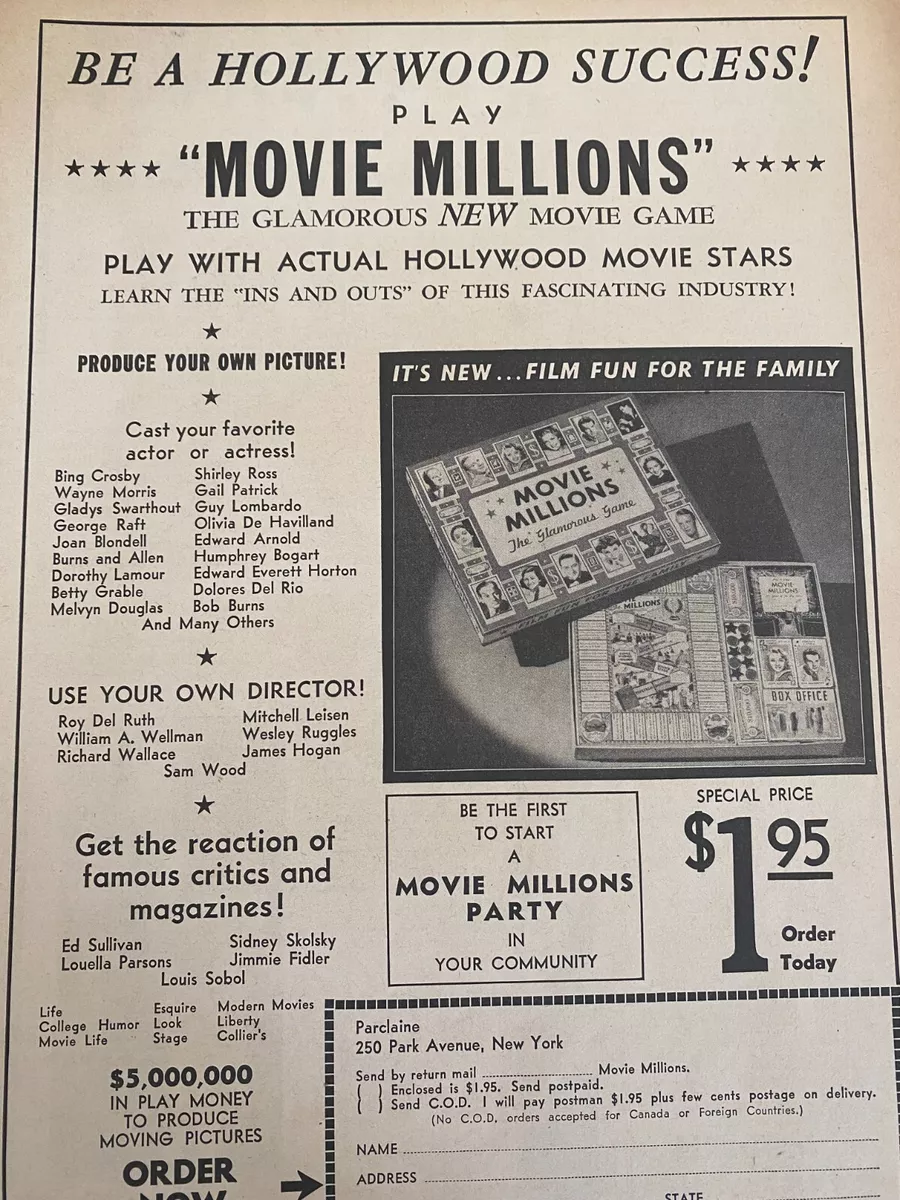 BE A HOLLYWOOD SUCCESS!
PLAY
★★★★ "MOVIE MILLIONS" ★★★★
THE GLAMOROUS NEW MOVIE GAME
PLAY WITH ACTUAL HOLLYWOOD MOVIE STARS
LEARN THE "INS AND OUTS" OF THIS FASCINATING INDUSTRY!
★
PRODUCE YOUR OWN PICTURE!
★
Cast your favorite
actor or actress!
Bing Crosby Shirley Ross
Wayne Morris Gail Patrick
Gladys Swarthout Guy Lombardo
George Raft Olivia De Havilland
Joan Blondell Edward Arnold
Burns and Allen Humphrey Bogart
Dorothy Lamour Edward Everett Horton
Betty Grable Dolores Del Rio
Melvyn Douglas Bob Burns
And Many Others
★
USE YOUR OWN DIRECTOR!
Roy Del Ruth Mitchell Leisen
William A. Wellman Wesley Ruggles
Richard Wallace James Hogan
Sam Wood
★
Get the reaction of
famous critics and
magazines!
Ed Sullivan Sidney Skolsky
Louella Parsons Jimmie Fidler
Louis Sobol
Life Esquire Modern Movies
College Humor Look Liberty
Movie Life Stage Collier's
$5,000,000
IN PLAY MONEY
TO PRODUCE
MOVING PICTURES
ORDER
NOW
IT'S NEW...FILM FUN FOR THE FAMILY
MOVIE
MILLIONS
The Glamorous Game
FILM FUN FOR THE FAMILY
MILLIONS
MOVIE
MILLIONS
BOX OFFICE
BE THE FIRST
TO START
A
MOVIE MILLIONS
PARTY
IN
YOUR COMMUNITY
SPECIAL PRICE
$1.95
Order
Today
Parclaine
250 Park Avenue, New York
Send by return mail .......... Movie Millions.
( ) Enclosed is $1.95. Send postpaid.
( ) Send C.O.D. I will pay postman $1.95 plus few cents postage on delivery.
(No C.O.D. orders accepted for Canada or Foreign Countries.)
NAME
ADDRESS
STATE